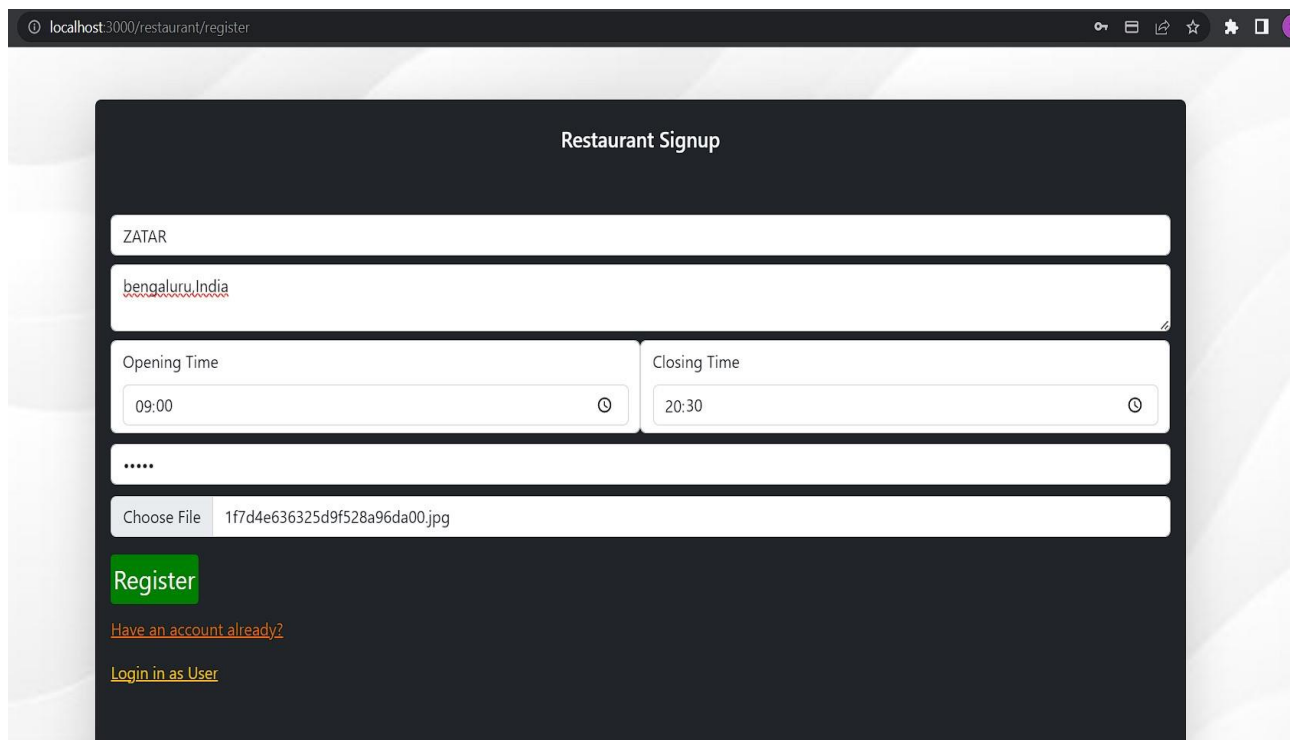 localhost:3000/restaurant/register
Restaurant Signup
ZATAR
bengaluru,India
Opening Time
Closing Time
09:00
20:30
•••••
Choose File 1f7d4e636325d9f528a96da00.jpg
Register
Have an account already?
Login in as User